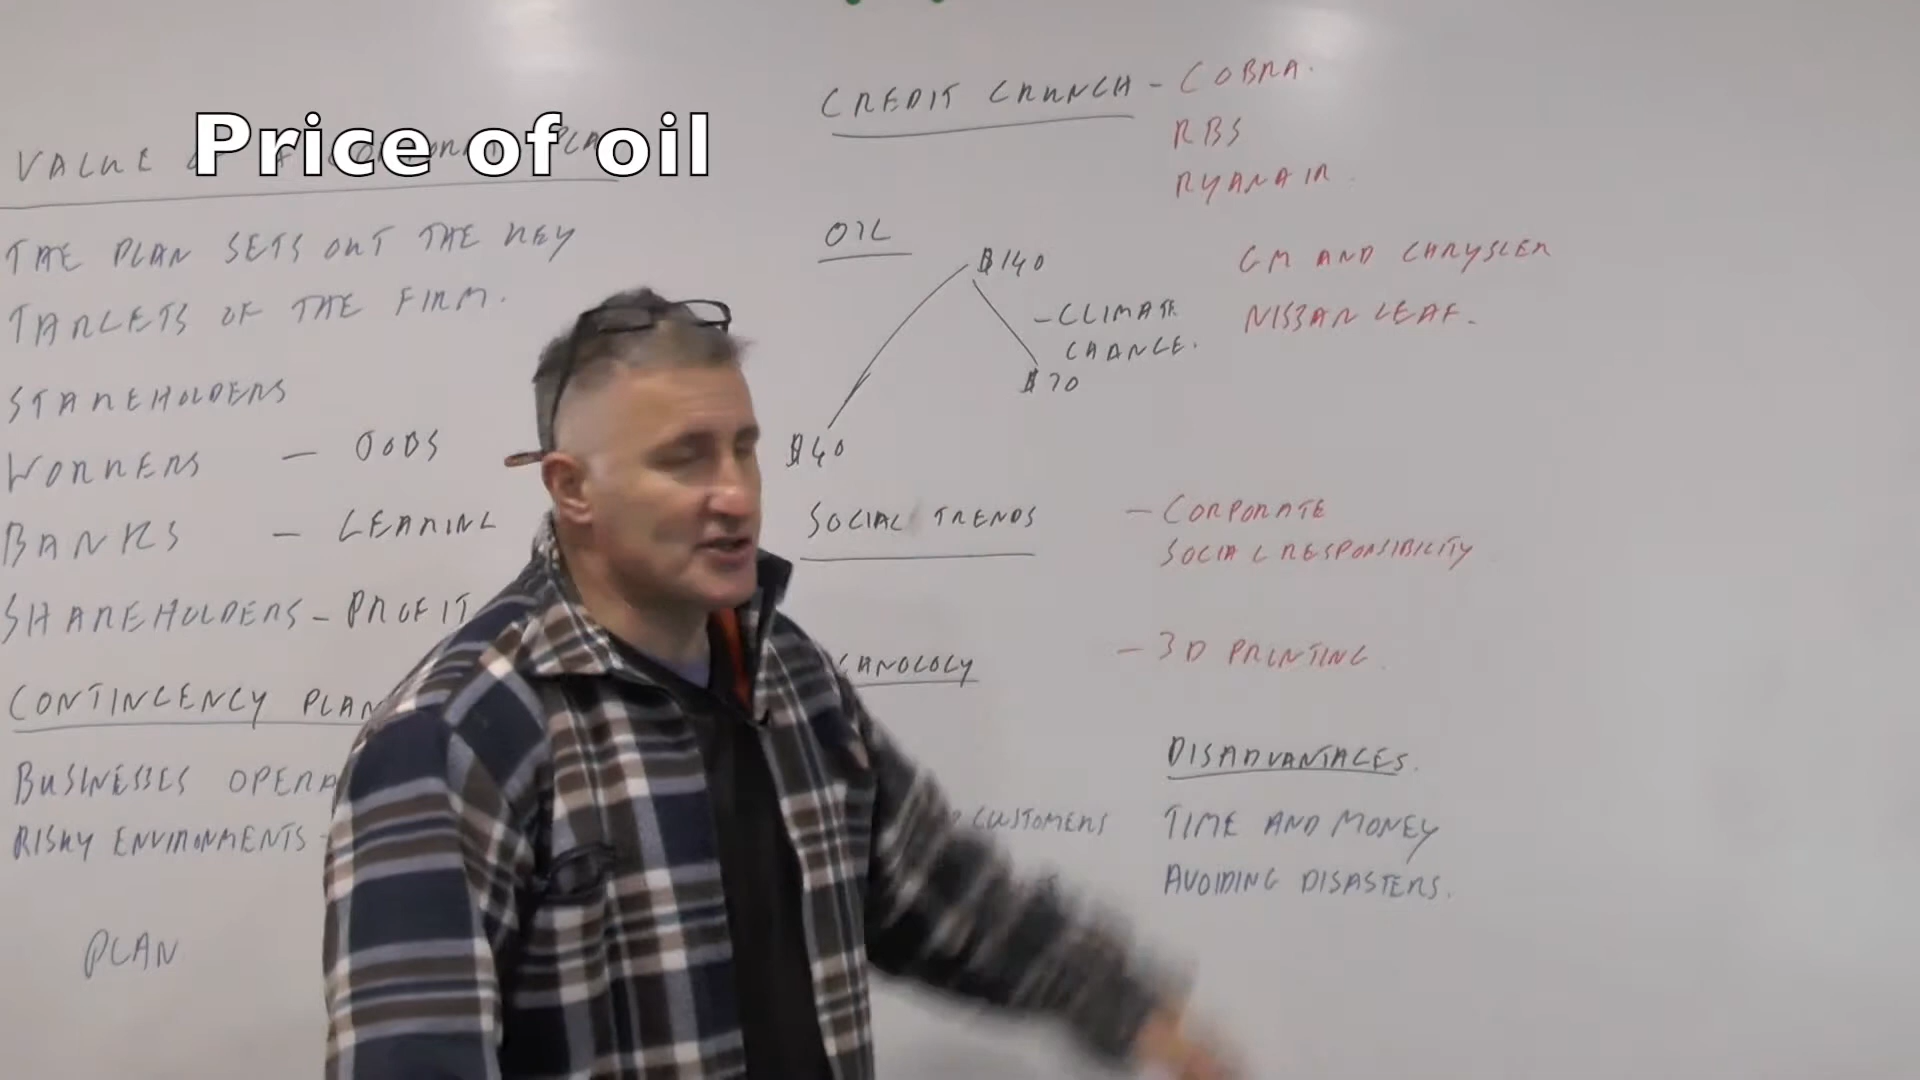 Price of oil
VALUE
THE PLAN SETS OUT THE KEY
TARGETS OF THE FIRM.
STAKEHOLDERS
WORKERS - JOBS
BANKS -
SHAREHOLDERS - PROFIT
CONTINGENCY PLAN
BUSINESSES OPERA
RISKY ENVIRONMENTS
PLAN
CREDIT CRUNCH - COBRA.
RBS
RYANAIR.
OIL
$140
GM AND CHRYSLER
- CLIMATE
CHANGE.
NISSAN LEAF.
$70
$40
SOCIAL TRENDS - CORPORATE
SOCIAL RESPONSIBILITY
CHNOLOGY - 3D PRINTING.
DISADVANTAGES.
CUSTOMERS
TIME AND MONEY
AVOIDING DISASTERS.